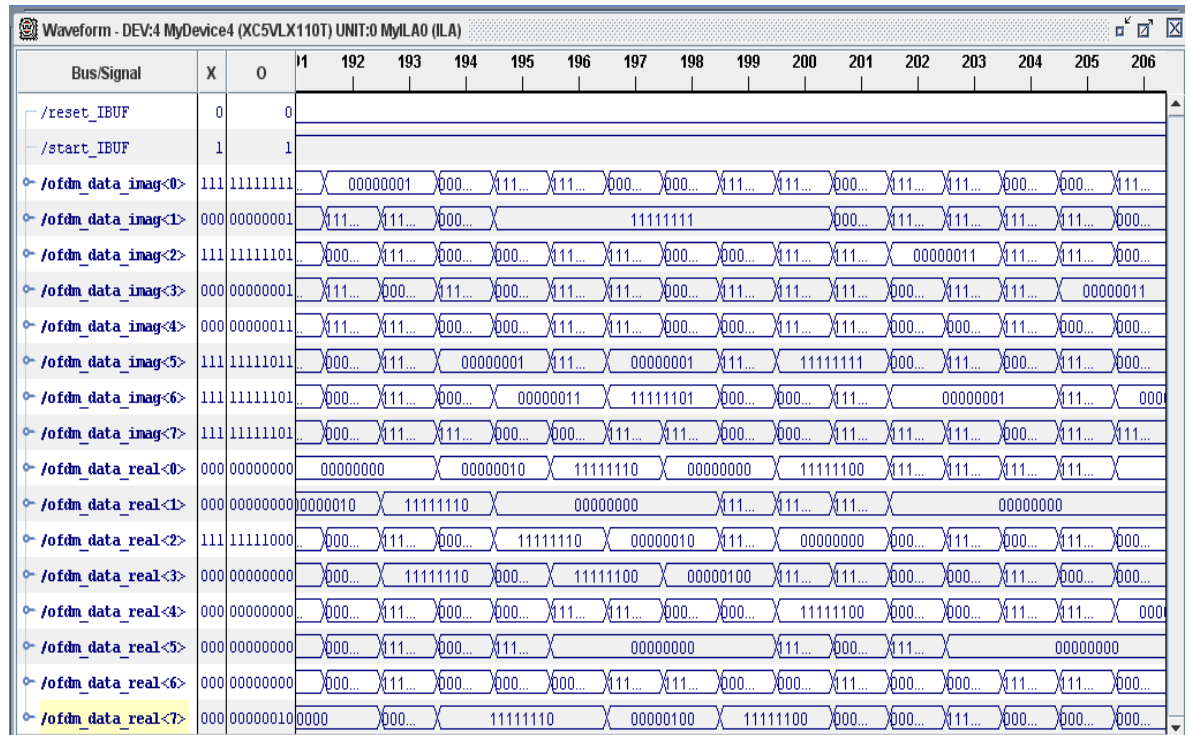 Waveform - DEV:4 MyDevice4 (XC5VLX110T) UNIT:0 MyILA0 (ILA)
Bus/Signal X O 192 193 194 195 196 197 198 199 200 201 202 203 204 205 206
/reset_IBUF 0 0
/start_IBUF 1 1
/ofdm_data_imag<0> 111 11111111 .. 00000001 000... 111... 111... 000... 000... 111... 111... 000... 111... 111... 000... 000... 111...
/ofdm_data_imag<1> 000 00000001 .. 111... 111... 000... 11111111 000... 111... 111... 111... 111... 000...
/ofdm_data_imag<2> 111 11111101 .. 000... 111... 000... 000... 111... 111... 000... 000... 111... 111... 00000011 111... 111... 000...
/ofdm_data_imag<3> 000 00000001 .. 111... 000... 111... 000... 111... 111... 000... 111... 111... 111... 000... 111... 111... 00000011
/ofdm_data_imag<4> 000 00000011 .. 111... 111... 000... 000... 111... 111... 000... 000... 111... 111... 000... 000... 111... 000... 000...
/ofdm_data_imag<5> 111 11111011 .. 000... 111... 00000001 111... 00000001 111... 11111111 000... 111... 000... 111... 000...
/ofdm_data_imag<6> 111 11111101 .. 000... 111... 000... 00000011 11111101 000... 000... 111... 00000001 111... 000
/ofdm_data_imag<7> 111 11111101 .. 000... 111... 111... 000... 000... 111... 111... 000... 000... 111... 111... 111... 000... 111... 111...
/ofdm_data_real<0> 000 00000000 00000000 00000010 11111110 00000000 11111100 111... 111... 111... 111...
/ofdm_data_real<1> 000 00000000 00000010 11111110 00000000 111... 111... 111... 00000000
/ofdm_data_real<2> 111 11111000 .. 000... 111... 000... 11111110 00000010 111... 00000000 000... 111... 000... 111... 000...
/ofdm_data_real<3> 000 00000000 .. 000... 11111110 000... 11111100 00000100 111... 111... 000... 000... 111... 000... 000...
/ofdm_data_real<4> 000 00000000 .. 000... 111... 000... 111... 111... 000... 000... 11111100 000... 000... 111... 111... 000
/ofdm_data_real<5> 000 00000000 .. 000... 111... 000... 111... 00000000 111... 000... 111... 00000000
/ofdm_data_real<6> 000 00000000 .. 000... 111... 000... 000... 000... 111... 111... 000... 000... 111... 000... 000... 111... 111... 000...
/ofdm_data_real<7> 000 00000010 0000 000... 11111110 00000100 11111100 000... 000... 111... 000... 000... 000...